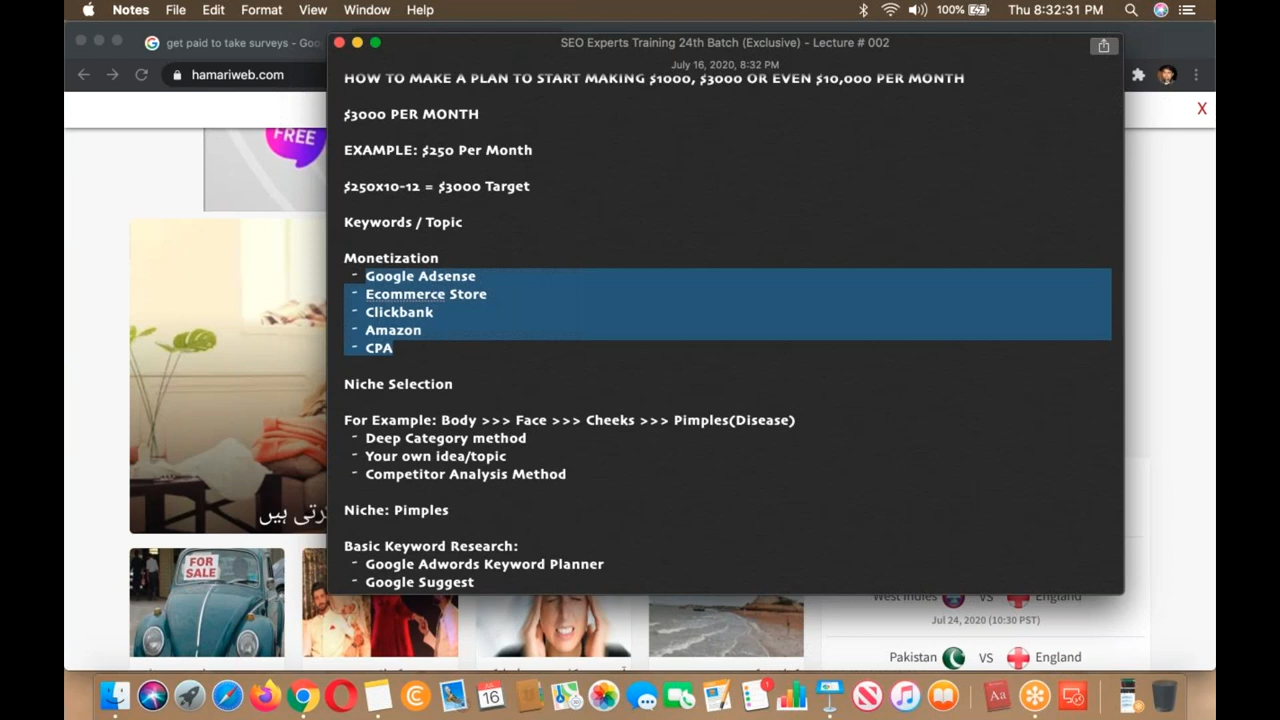 Notes File Edit Format View Window Help 100% Thu 8:32:31 PM
get paid to take surveys - Goo
SEO Experts Training 24th Batch (Exclusive) - Lecture # 002
July 16, 2020, 8:32 PM
hamariweb.com
HOW TO MAKE A PLAN TO START MAKING $1000, $3000 OR EVEN $10,000 PER MONTH
X
$3000 PER MONTH
FREE
EXAMPLE: $250 Per Month
$250x10-12 = $3000 Target
Keywords / Topic
Monetization
- Google Adsense
- Ecommerce Store
- Clickbank
- Amazon
- CPA
Niche Selection
For Example: Body >>> Face >>> Cheeks >>> Pimples(Disease)
- Deep Category method
- Your own idea/topic
- Competitor Analysis Method
Niche: Pimples
Basic Keyword Research:
- Google Adwords Keyword Planner
- Google Suggest
ہیں
FOR
SALE
West Indies VS England
Jul 24, 2020 (10:30 PST)
Pakistan VS England
JUL
16
1
Aa